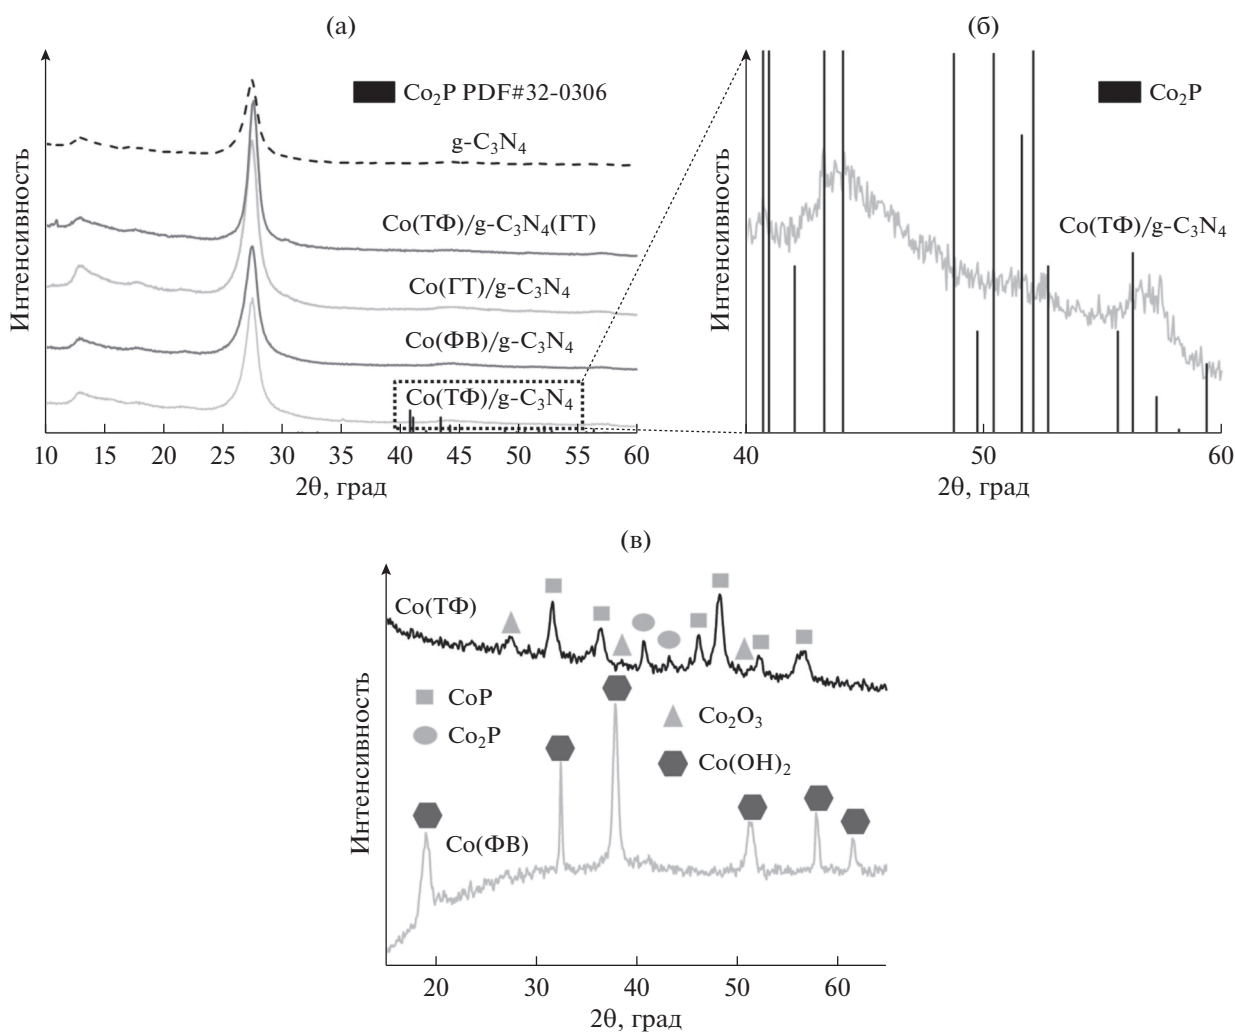 (а)
Интенсивность
Co₂P PDF#32-0306
g-C₃N₄
Co(ТФ)/g-C₃N₄(ГТ)
Co(ГТ)/g-C₃N₄
Co(ФВ)/g-C₃N₄
Co(ТФ)/g-C₃N₄
10 15 20 25 30 35 40 45 50 55 60
2θ, град
(б)
Интенсивность
Co₂P
Co(ТФ)/g-C₃N₄
40 50 60
2θ, град
(в)
Интенсивность
Co(ТФ)
CoP
Co₂P
Co₂O₃
Co(OH)₂
Co(ФВ)
20 30 40 50 60
2θ, град